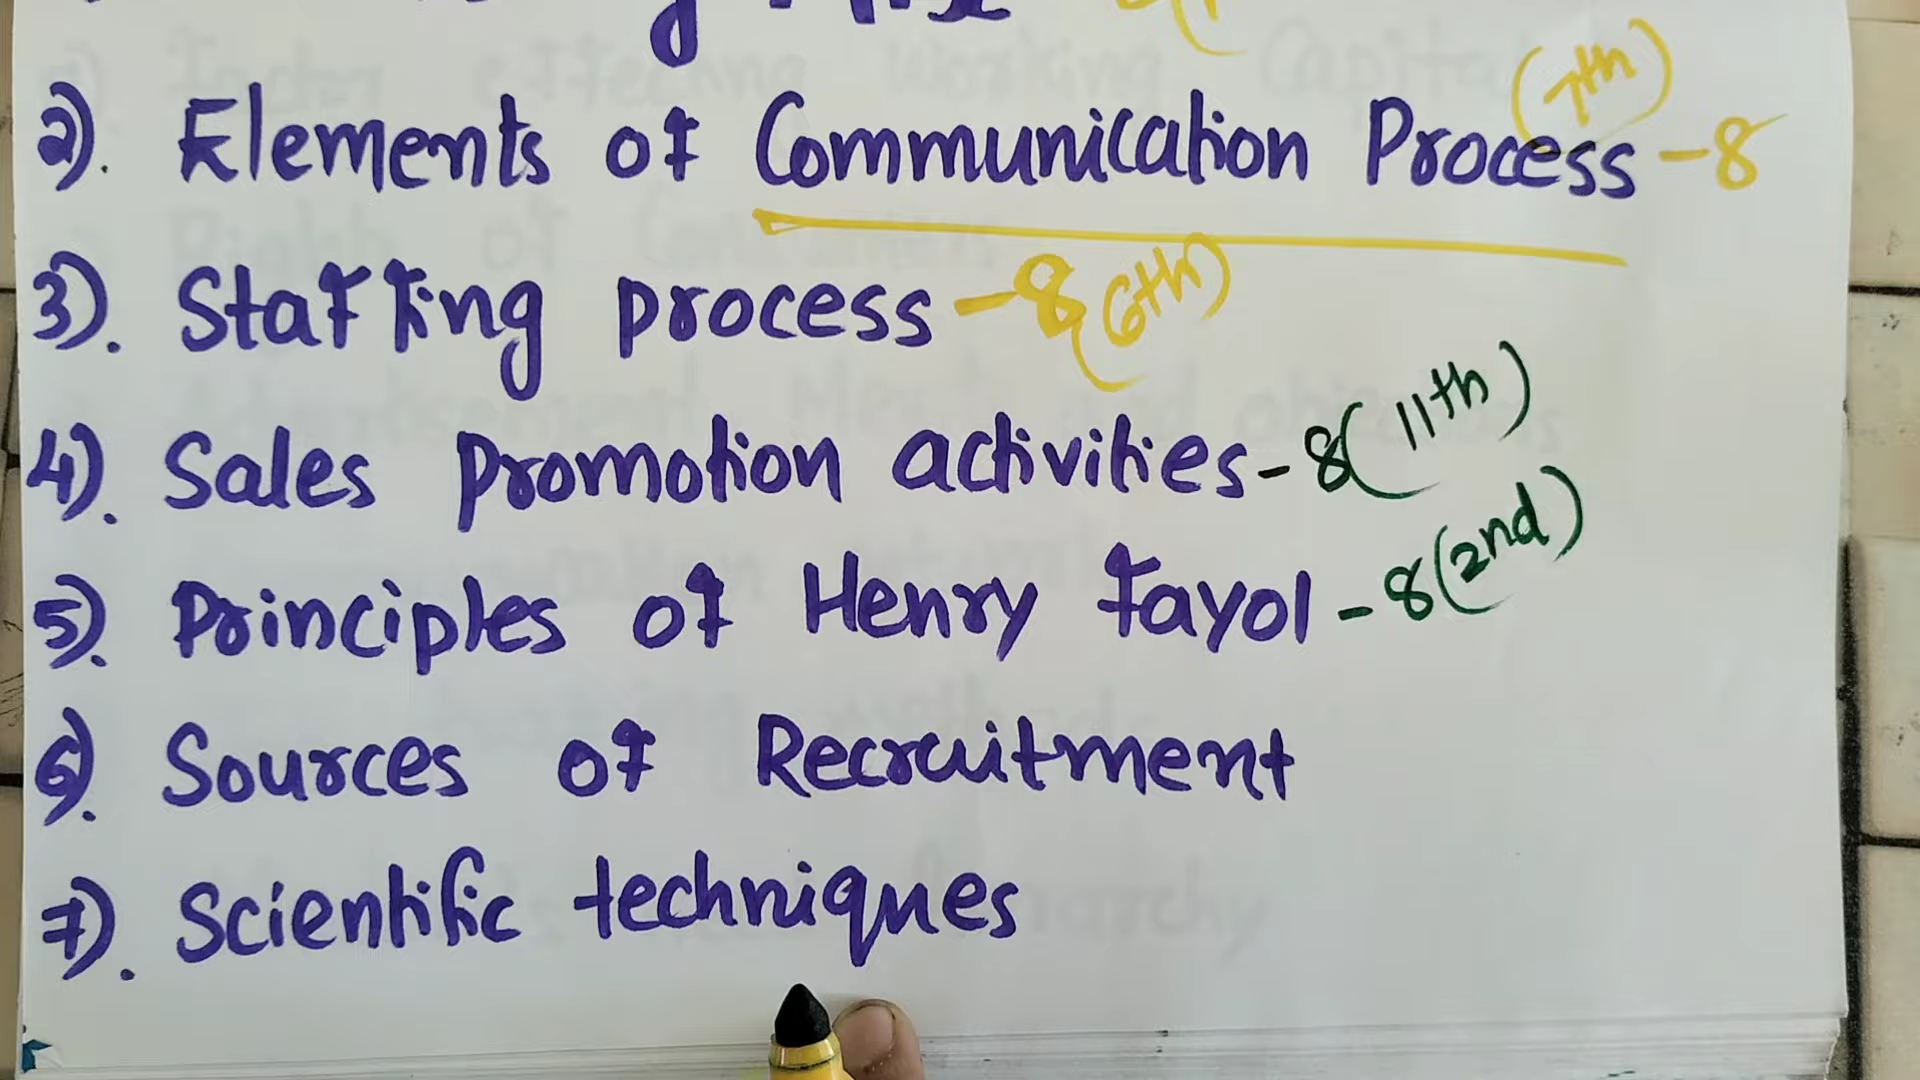 2). Elements of Communication Process - 8 (7th)
3). Staffing process - 8 (6th)
4). Sales promotion activities - 8 (11th)
5). Principles of Henry Fayol - 8 (2nd)
6). Sources of Recruitment
7). Scientific techniques